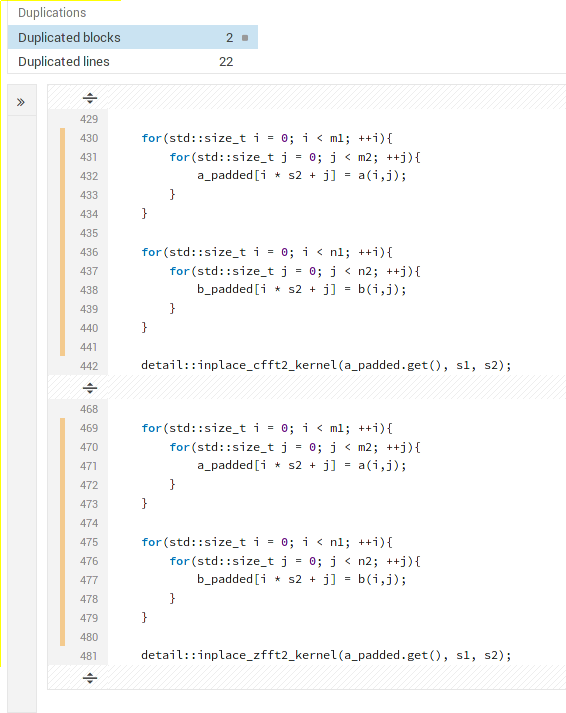 Duplications
Duplicated blocks 2
Duplicated lines 22
»
429
430 for(std::size_t i = 0; i < m1; ++i){
431 for(std::size_t j = 0; j < m2; ++j){
432 a_padded[i * s2 + j] = a(i,j);
433 }
434 }
435
436 for(std::size_t i = 0; i < n1; ++i){
437 for(std::size_t j = 0; j < n2; ++j){
438 b_padded[i * s2 + j] = b(i,j);
439 }
440 }
441
442 detail::inplace_cfft2_kernel(a_padded.get(), s1, s2);
468
469 for(std::size_t i = 0; i < m1; ++i){
470 for(std::size_t j = 0; j < m2; ++j){
471 a_padded[i * s2 + j] = a(i,j);
472 }
473 }
474
475 for(std::size_t i = 0; i < n1; ++i){
476 for(std::size_t j = 0; j < n2; ++j){
477 b_padded[i * s2 + j] = b(i,j);
478 }
479 }
480
481 detail::inplace_zfft2_kernel(a_padded.get(), s1, s2);